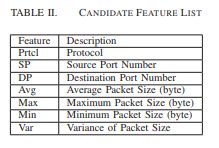 TABLE II. CANDIDATE FEATURE LIST
Feature Description
Prtcl Protocol
SP Source Port Number
DP Destination Port Number
Avg Average Packet Size (byte)
Max Maximum Packet Size (byte)
Min Minimum Packet Size (byte)
Var Variance of Packet Size